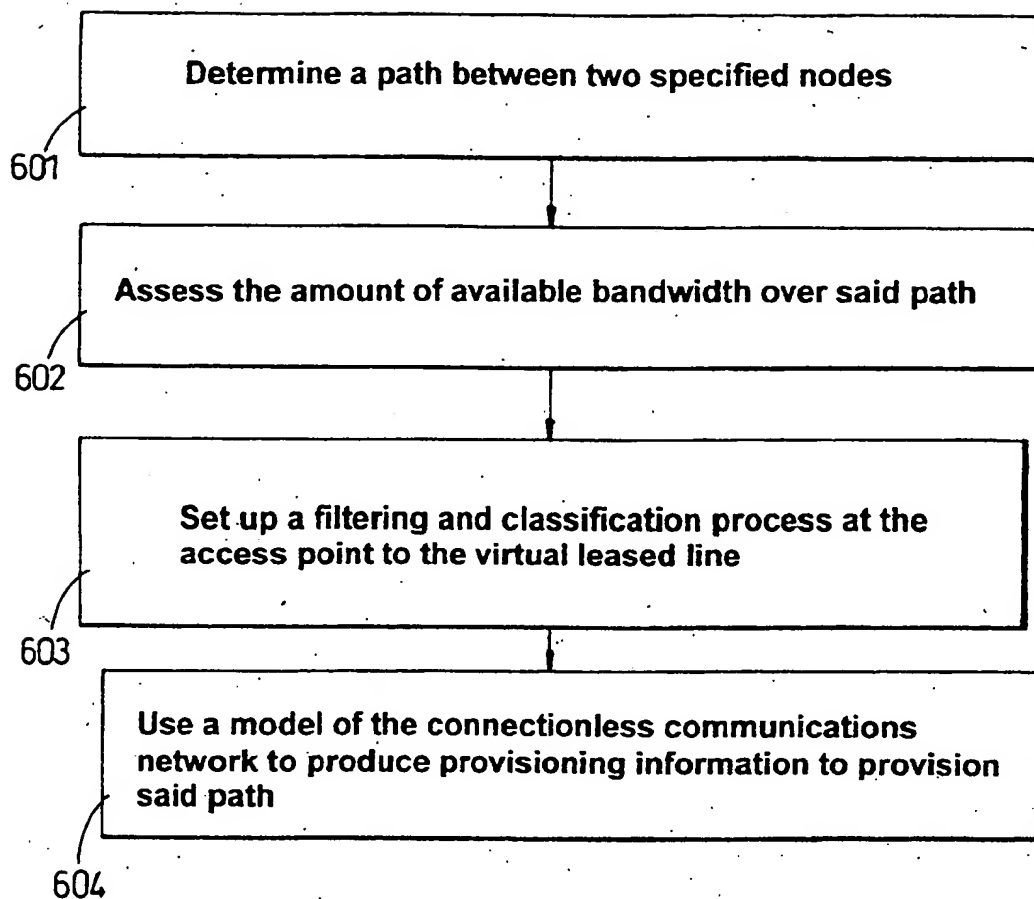 Determine a path between two specified nodes
601
Assess the amount of available bandwidth over said path
602
Set up a filtering and classification process at the
access point to the virtual leased line
603
Use a model of the connectionless communications
network to produce provisioning information to provision
said path
604